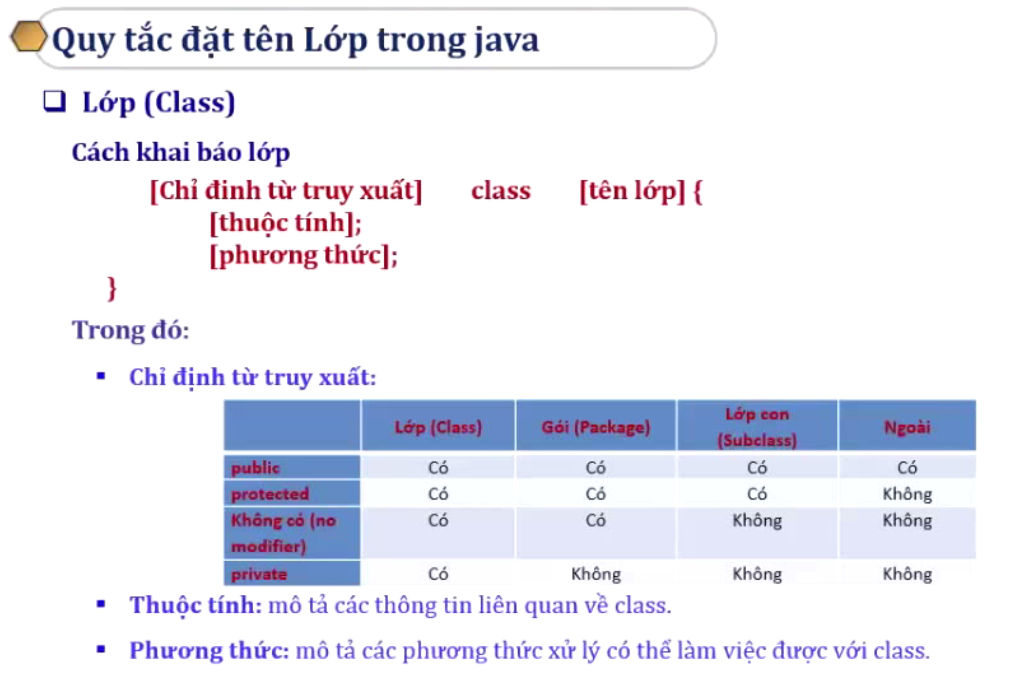 Quy tắc đặt tên Lớp trong java
Lớp (Class)
Cách khai báo lớp
[Chỉ đinh từ truy xuất] class [tên lớp] {
[thuộc tính];
[phương thức];
}
Trong đó:
Chỉ định từ truy xuất:
Lớp (Class) Gói (Package) Lớp con (Subclass) Ngoài
public Có Có Có Có
protected Có Có Có Không
Không có (no modifier) Có Có Không Không
private Có Không Không Không
Thuộc tính: mô tả các thông tin liên quan về class.
Phương thức: mô tả các phương thức xử lý có thể làm việc được với class.